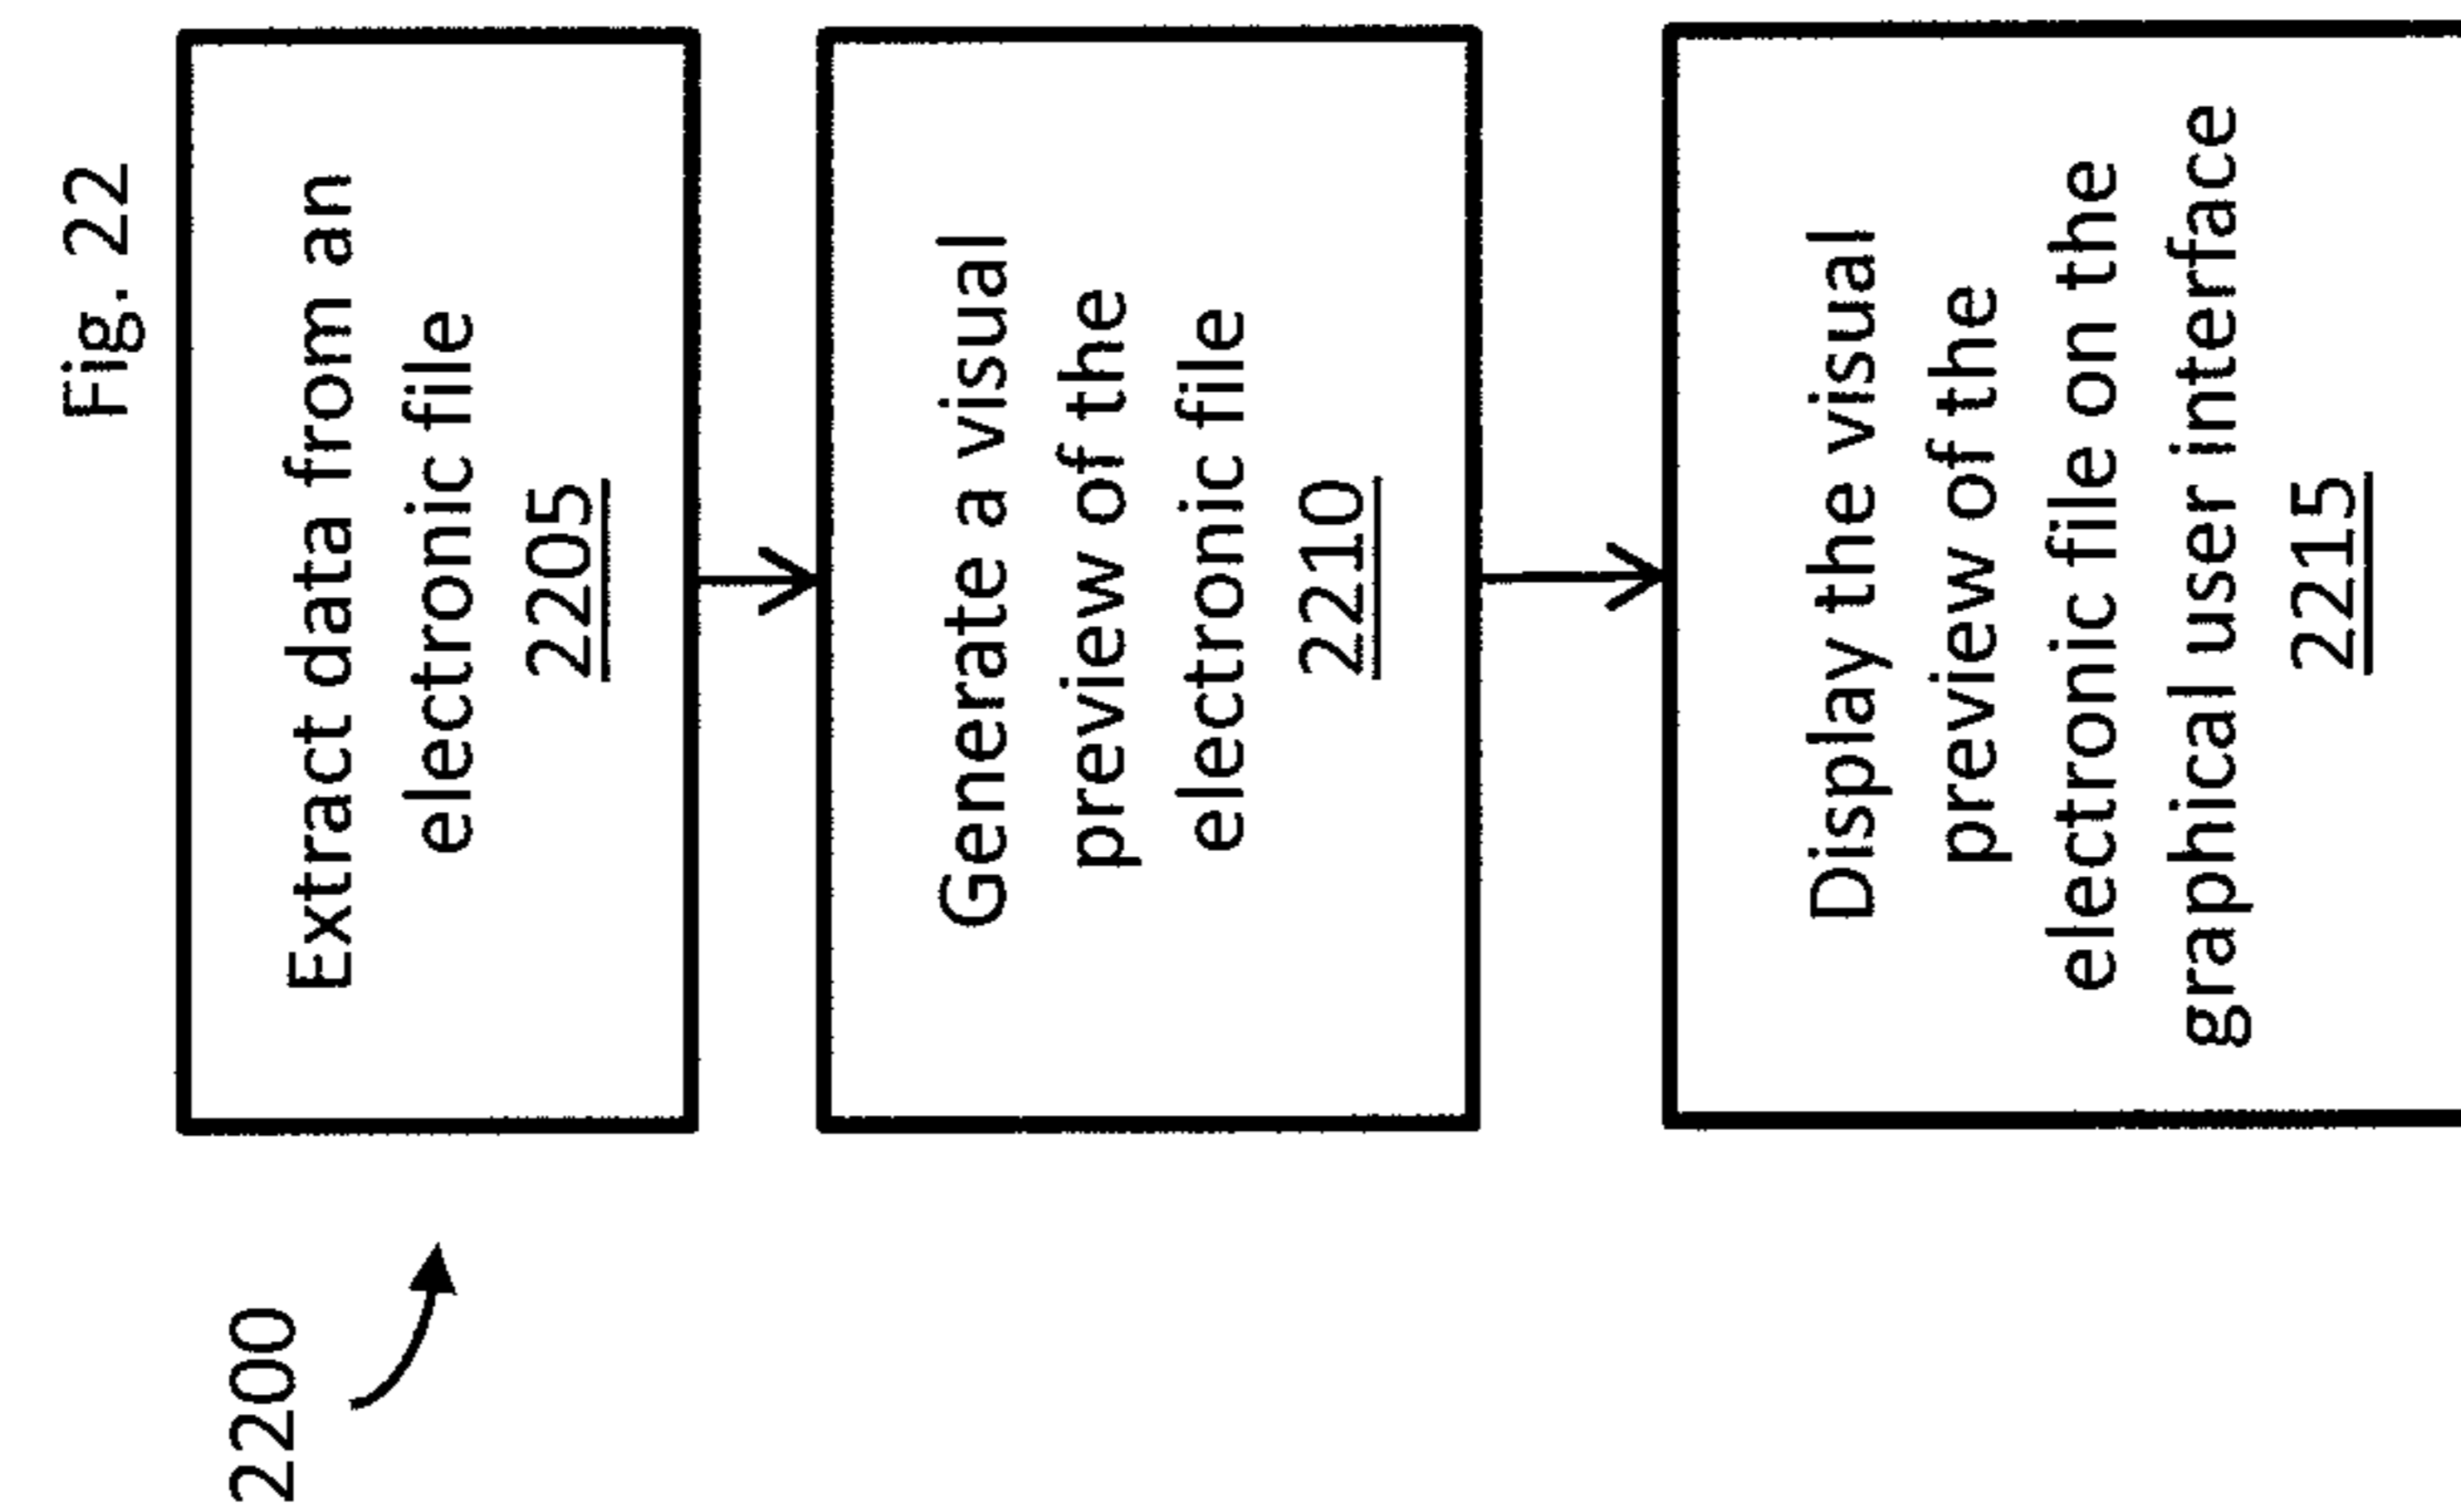 Fig. 22
2200
Extract data from an
electronic file
2205
Generate a visual
preview of the
electronic file
2210
Display the visual
preview of the
electronic file on the
graphical user interface
2215